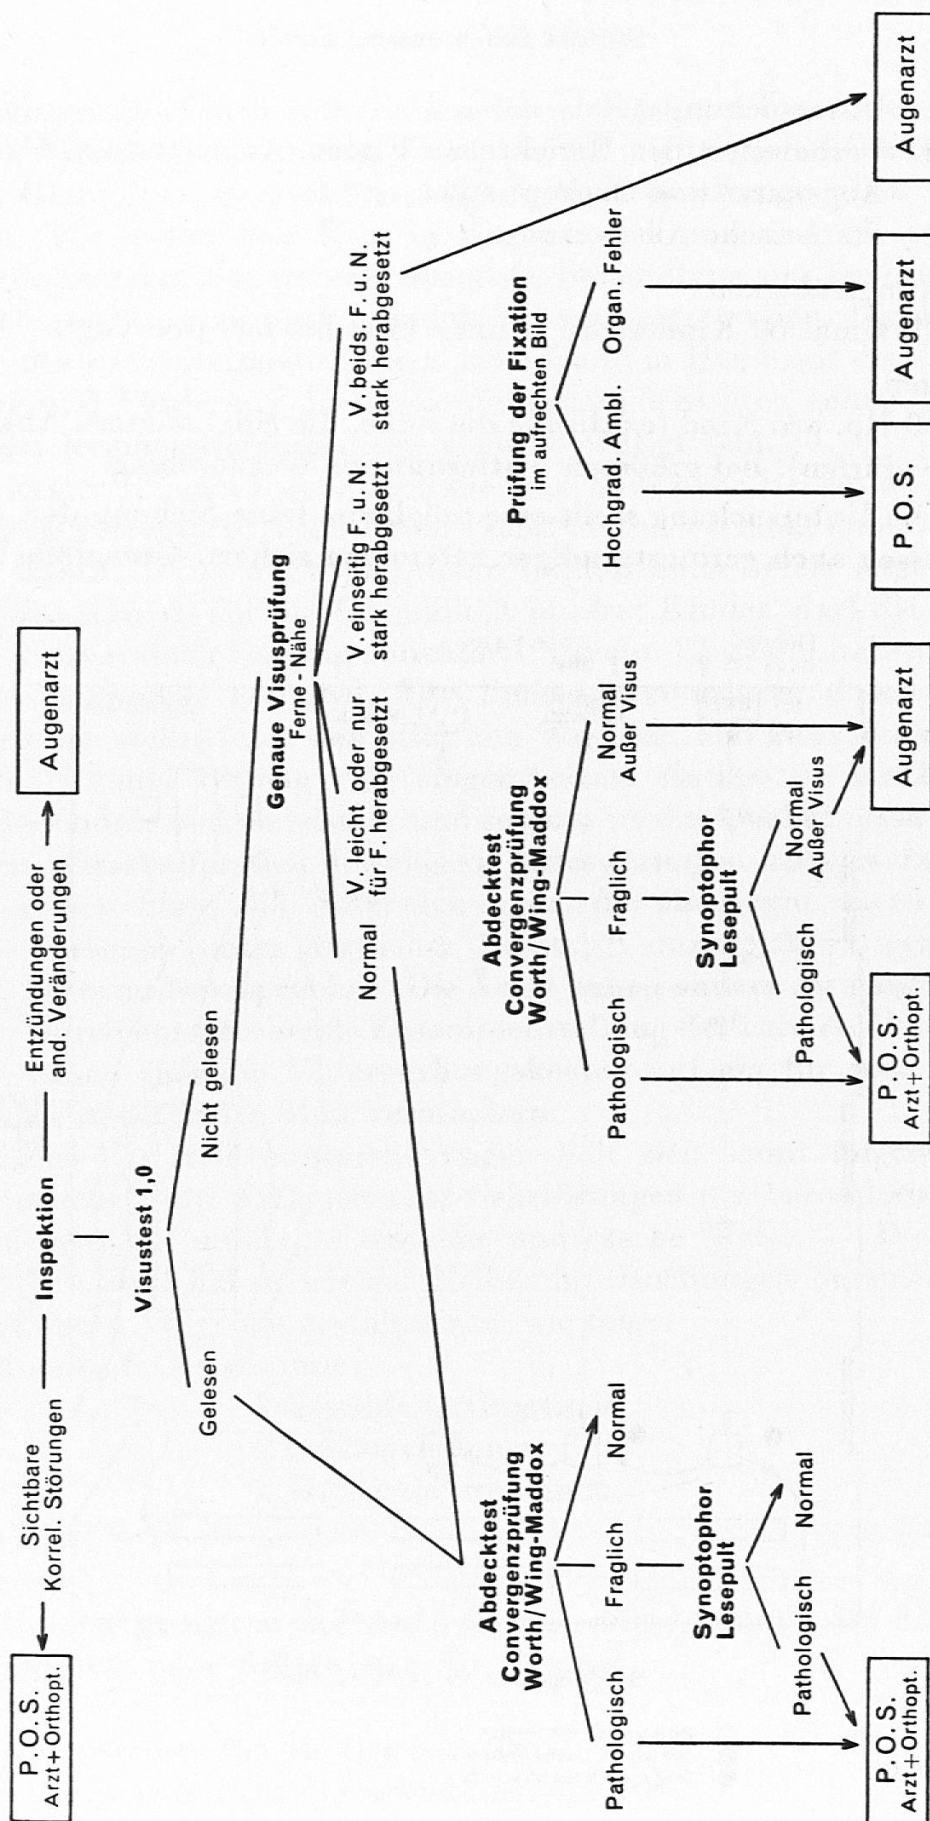 P.O.S.
Arzt+Orthopt.
Sichtbare
Korrel. Störungen
Inspektion
Entzündungen oder
and. Veränderungen
Augenarzt
Visustest 1,0
Gelesen
Nicht gelesen
Genaue Visusprüfung
Ferne - Nähe
Normal
V. leicht oder nur
für F. herabgesetzt
V. einseitig F. u. N.
stark herabgesetzt
V. beids. F. u. N.
stark herabgesetzt
Abdecktest
Convergenzprüfung
Worth/Wing-Maddox
Pathologisch
Fraglich
Normal
Synoptophor
Lesepult
Pathologisch
Normal
P.O.S.
Arzt+Orthopt.
Abdecktest
Convergenzprüfung
Worth/Wing-Maddox
Pathologisch
Fraglich
Normal
Außer Visus
Synoptophor
Lesepult
Pathologisch
Normal
Außer Visus
P.O.S.
Arzt+Orthopt.
Augenarzt
Prüfung der Fixation
im aufrechten Bild
Hochgrad. Ambl.
Organ. Fehler
P.O.S.
Augenarzt
Augenarzt